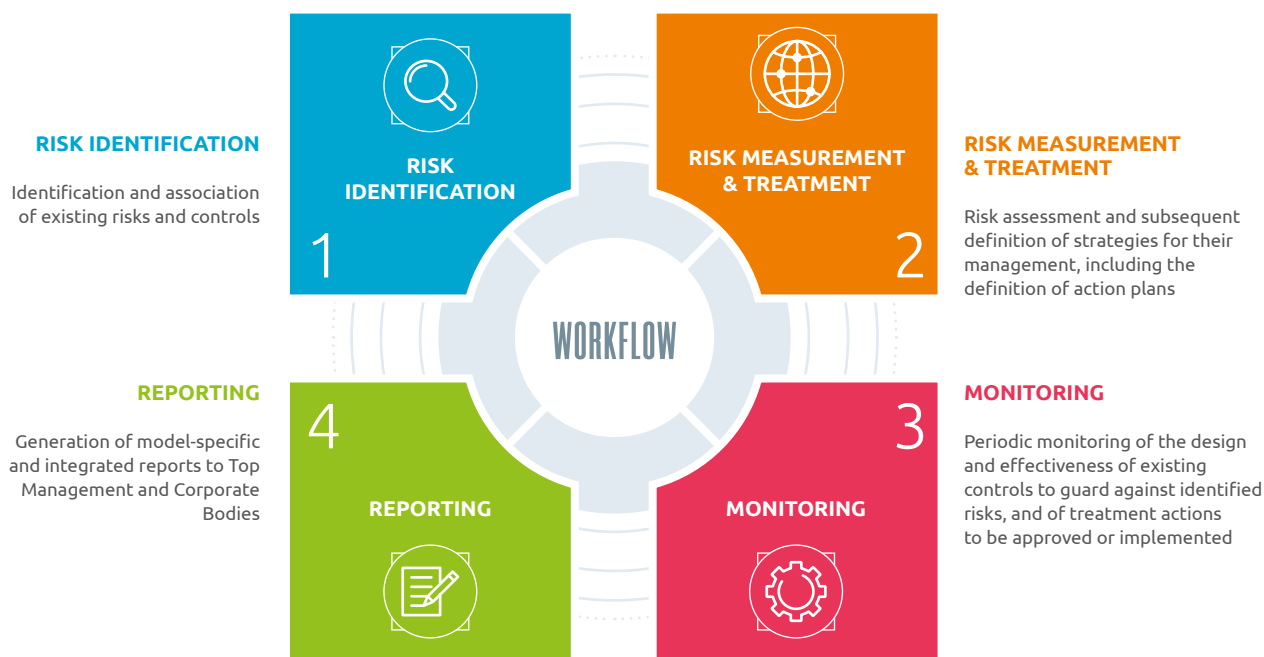 RISK IDENTIFICATION
Identification and association
of existing risks and controls
RISK
IDENTIFICATION
1
RISK MEASUREMENT
& TREATMENT
2
RISK MEASUREMENT
& TREATMENT
Risk assessment and subsequent
definition of strategies for their
management, including the
definition of action plans
WORKFLOW
REPORTING
Generation of model-specific
and integrated reports to Top
Management and Corporate
Bodies
4
REPORTING
3
MONITORING
MONITORING
Periodic monitoring of the design
and effectiveness of existing
controls to guard against identified
risks, and of treatment actions
to be approved or implemented